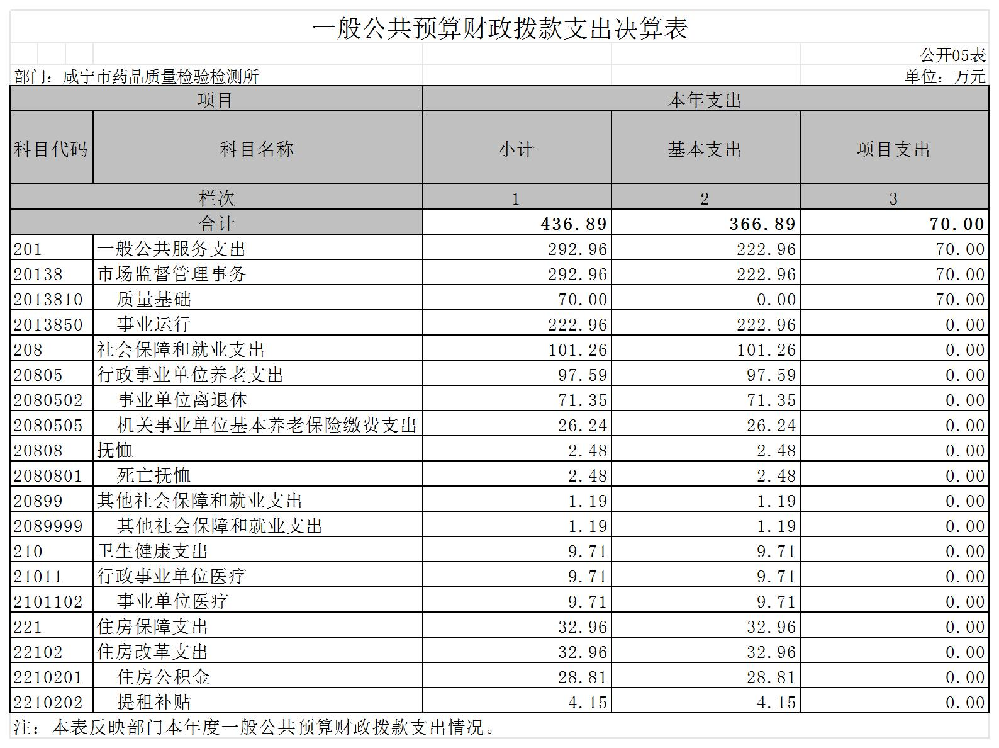 一般公共预算财政拨款支出决算表
公开05表
部门：咸宁市药品质量检验检测所 单位：万元
项目 本年支出
科目代码 科目名称 小计 基本支出 项目支出
栏次 1 2 3
合计 436.89 366.89 70.00
201 一般公共服务支出 292.96 222.96 70.00
20138 市场监督管理事务 292.96 222.96 70.00
2013810 质量基础 70.00 0.00 70.00
2013850 事业运行 222.96 222.96 0.00
208 社会保障和就业支出 101.26 101.26 0.00
20805 行政事业单位养老支出 97.59 97.59 0.00
2080502 事业单位离退休 71.35 71.35 0.00
2080505 机关事业单位基本养老保险缴费支出 26.24 26.24 0.00
20808 抚恤 2.48 2.48 0.00
2080801 死亡抚恤 2.48 2.48 0.00
20899 其他社会保障和就业支出 1.19 1.19 0.00
2089999 其他社会保障和就业支出 1.19 1.19 0.00
210 卫生健康支出 9.71 9.71 0.00
21011 行政事业单位医疗 9.71 9.71 0.00
2101102 事业单位医疗 9.71 9.71 0.00
221 住房保障支出 32.96 32.96 0.00
22102 住房改革支出 32.96 32.96 0.00
2210201 住房公积金 28.81 28.81 0.00
2210202 提租补贴 4.15 4.15 0.00
注：本表反映部门本年度一般公共预算财政拨款支出情况。